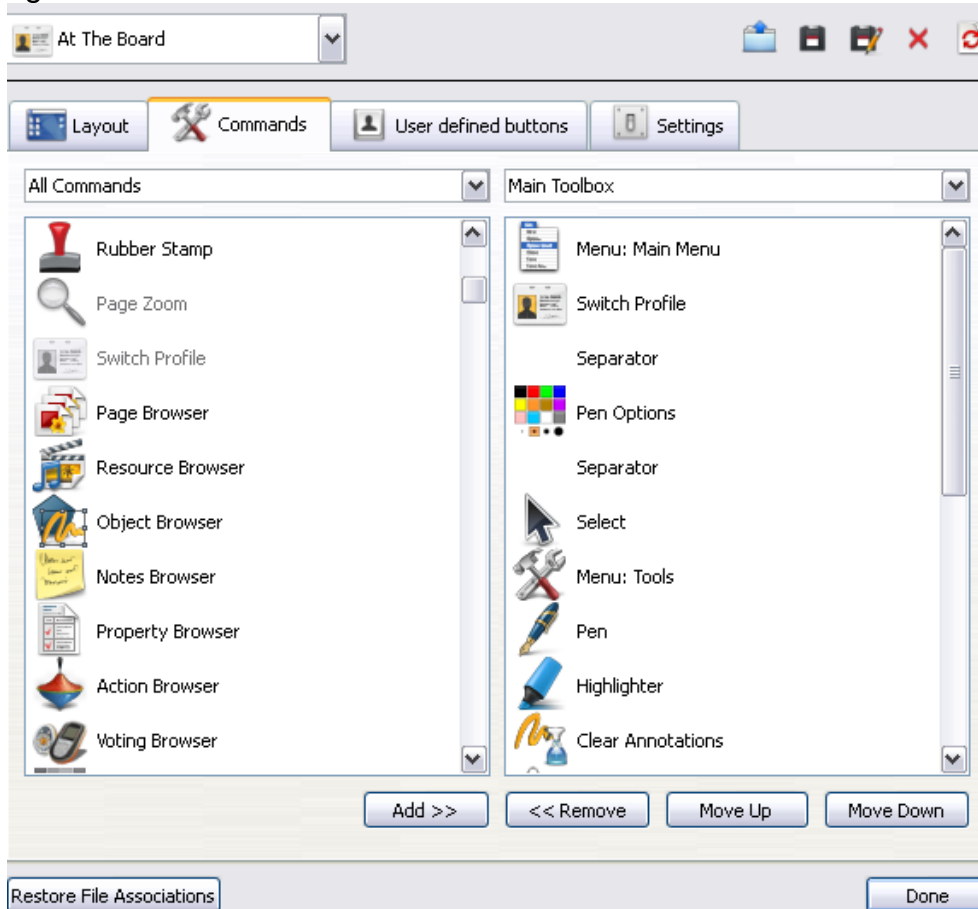 At The Board
Layout
Commands
User defined buttons
Settings
All Commands
Main Toolbox
Rubber Stamp
Page Zoom
Switch Profile
Page Browser
Resource Browser
Object Browser
Notes Browser
Property Browser
Action Browser
Voting Browser
Menu: Main Menu
Switch Profile
Separator
Pen Options
Separator
Select
Menu: Tools
Pen
Highlighter
Clear Annotations
Add >>
<< Remove
Move Up
Move Down
Restore File Associations
Done